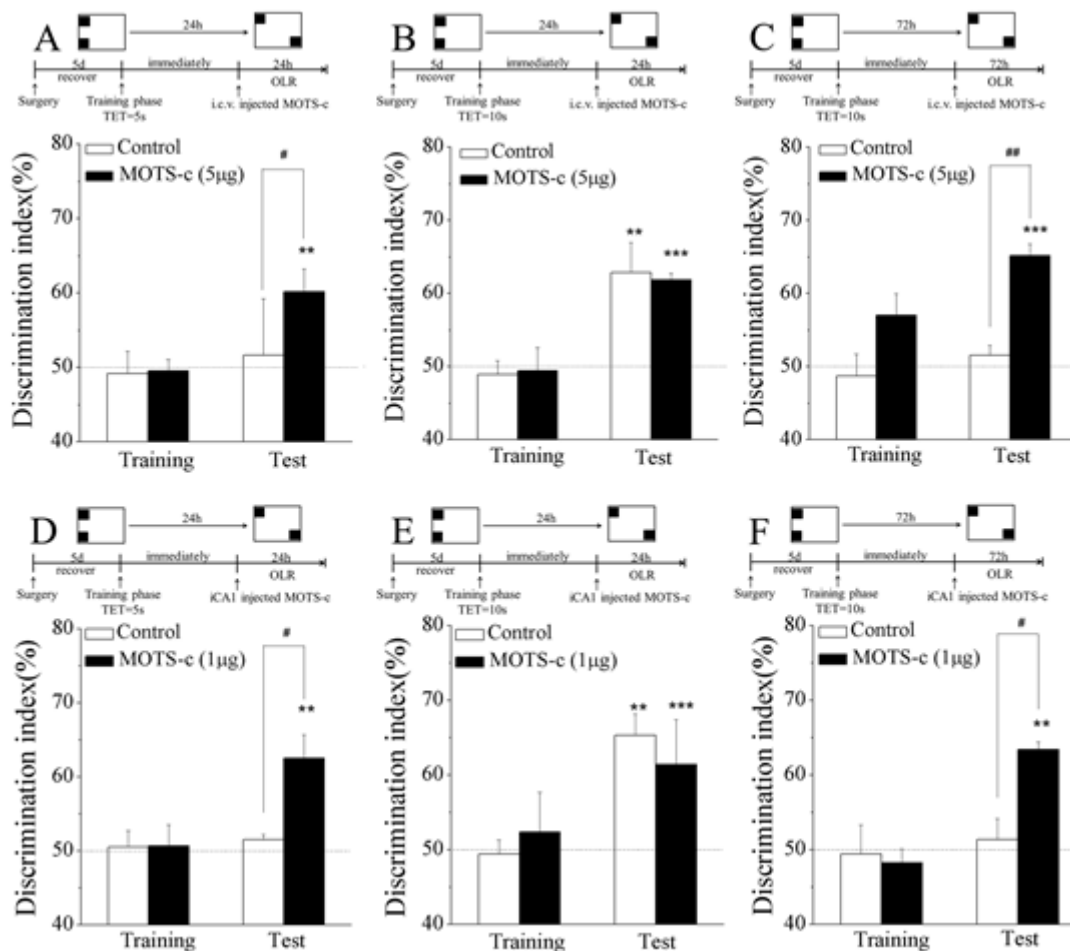 A
24h
5d
recover
immediately
24h
OLR
Surgery
Training phase
TET=5s
i.c.v. injected MOTS-c
Discrimination index(%)
80
70
60
50
40
Control
MOTS-c (5μg)
#
**
Training
Test
B
24h
5d
recover
immediately
24h
OLR
Surgery
Training phase
TET=10s
i.c.v. injected MOTS-c
Discrimination index(%)
80
70
60
50
40
Control
MOTS-c (5μg)
**
***
Training
Test
C
72h
5d
recover
immediately
72h
OLR
Surgery
Training phase
TET=10s
i.c.v. injected MOTS-c
Discrimination index(%)
80
70
60
50
40
Control
MOTS-c (5μg)
##
***
Training
Test
D
24h
5d
recover
immediately
24h
OLR
Surgery
Training phase
TET=5s
iCA1 injected MOTS-c
Discrimination index(%)
80
70
60
50
40
Control
MOTS-c (1μg)
#
**
Training
Test
E
24h
5d
recover
immediately
24h
OLR
Surgery
Training phase
TET=10s
iCA1 injected MOTS-c
Discrimination index(%)
80
70
60
50
40
Control
MOTS-c (1μg)
**
***
Training
Test
F
72h
5d
recover
immediately
72h
OLR
Surgery
Training phase
TET=10s
iCA1 injected MOTS-c
Discrimination index(%)
80
70
60
50
40
Control
MOTS-c (1μg)
#
**
Training
Test